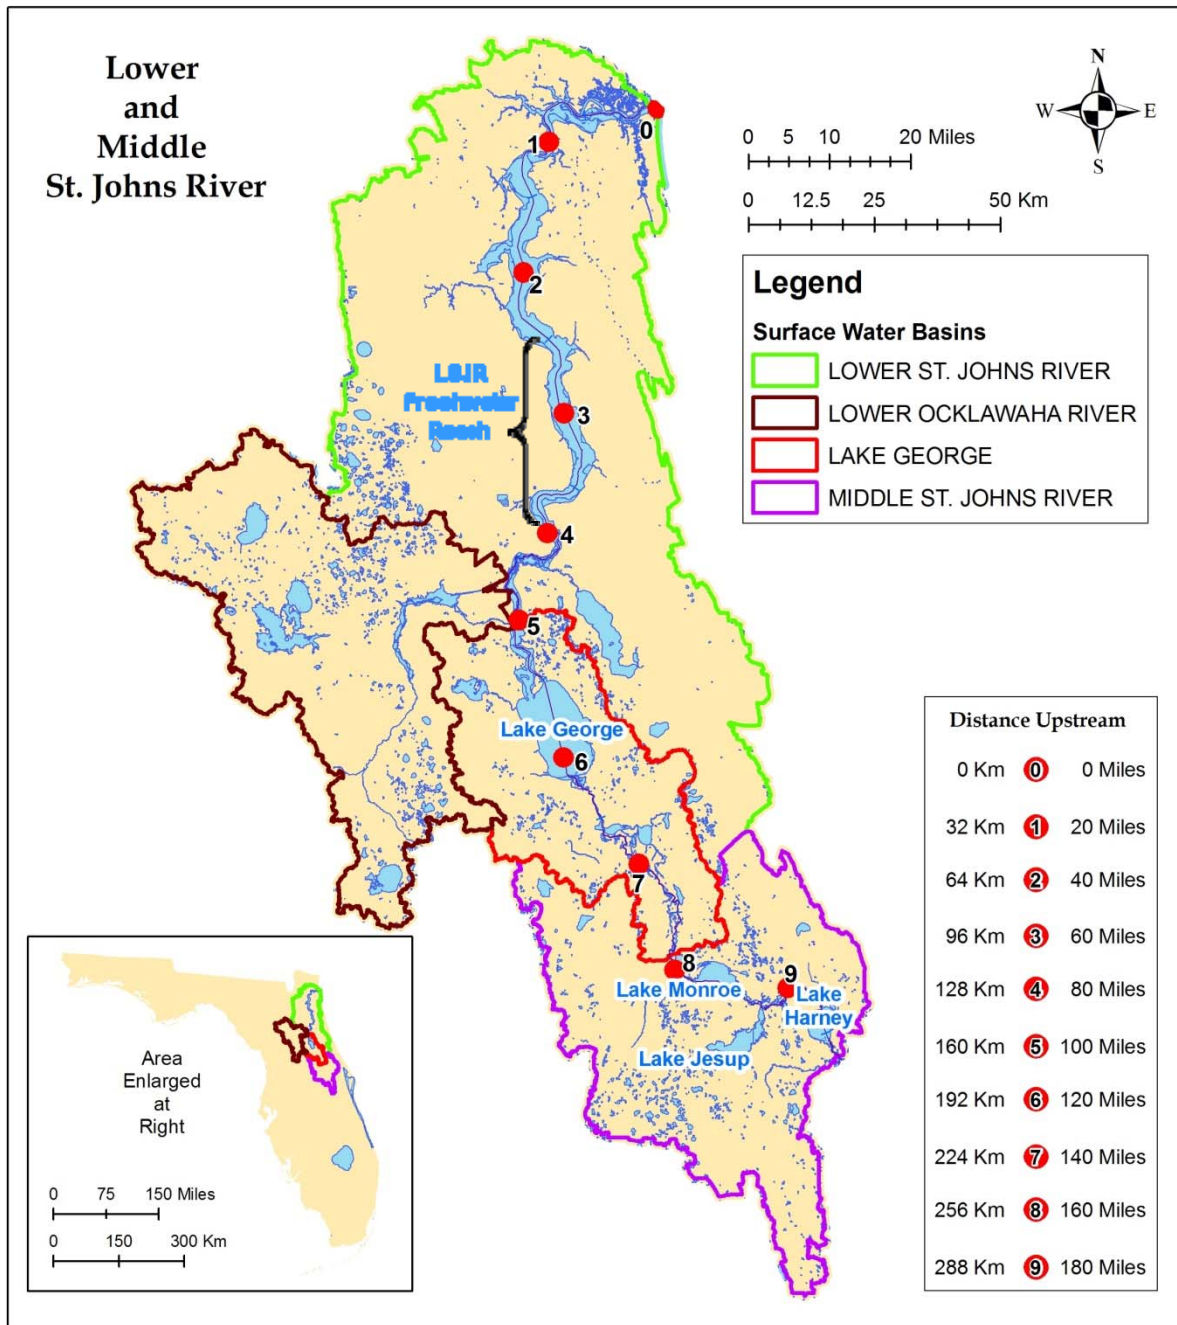 Lower
and
Middle
St. Johns River
N
W E
S
0 5 10 20 Miles
0 12.5 25 50 Km
Legend
Surface Water Basins
LOWER ST. JOHNS RIVER
LOWER OCKLAWAHA RIVER
LAKE GEORGE
MIDDLE ST. JOHNS RIVER
0
1
2
LSJR
Freshwater
Reach
3
4
5
Lake George
6
7
8
Lake Monroe
9
Lake
Harney
Lake Jesup
Distance Upstream
0 Km 0 0 Miles
32 Km 1 20 Miles
64 Km 2 40 Miles
96 Km 3 60 Miles
128 Km 4 80 Miles
160 Km 5 100 Miles
192 Km 6 120 Miles
224 Km 7 140 Miles
256 Km 8 160 Miles
288 Km 9 180 Miles
Area
Enlarged
at
Right
0 75 150 Miles
0 150 300 Km